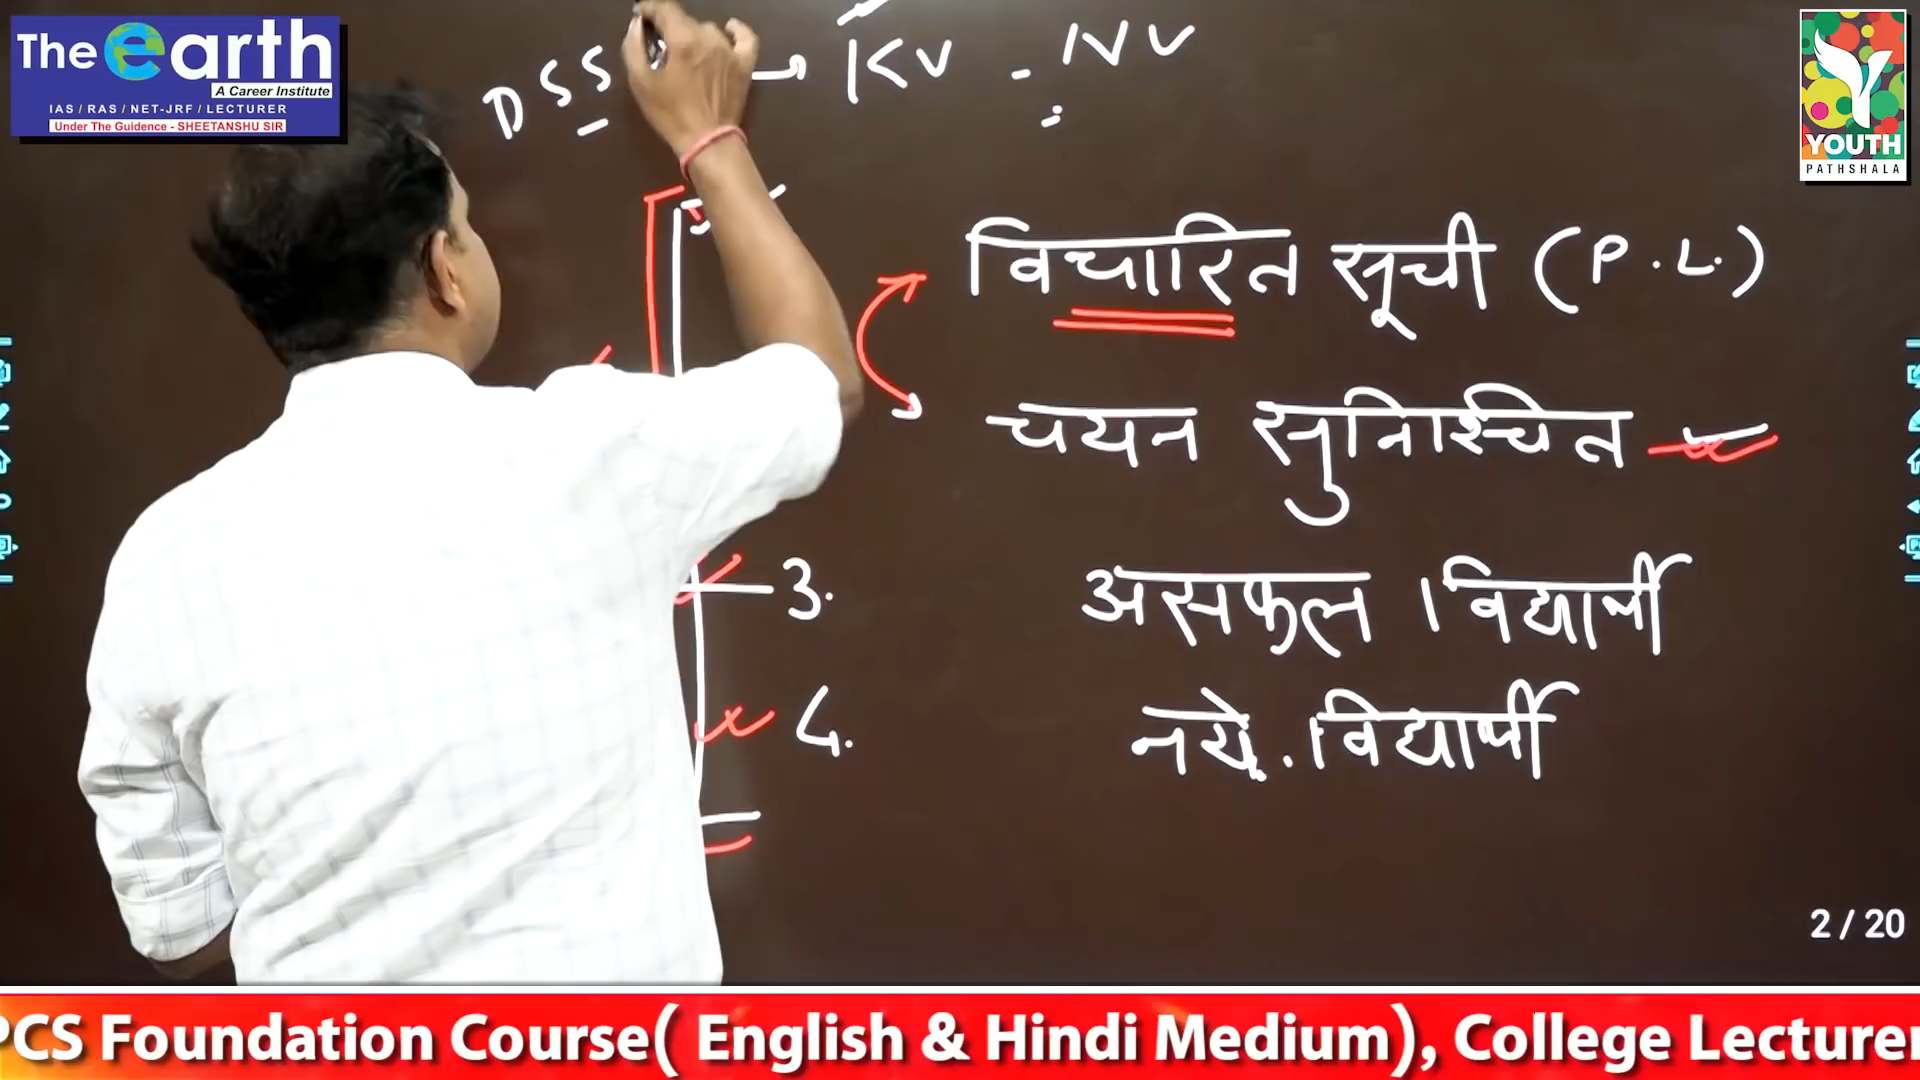 The earth
A Career Institute
IAS / RAS / NET-JRF / LECTURER
Under The Guidence - SHEETANSHU SIR
DSS → KV - NV
YOUTH
PATHSHALA
विचारित सूची (P.L.)
चयन सुनिश्चित
3. असफल विद्यार्थी
4. नये. विद्यार्थी
2 / 20
PCS Foundation Course( English & Hindi Medium), College Lecturer